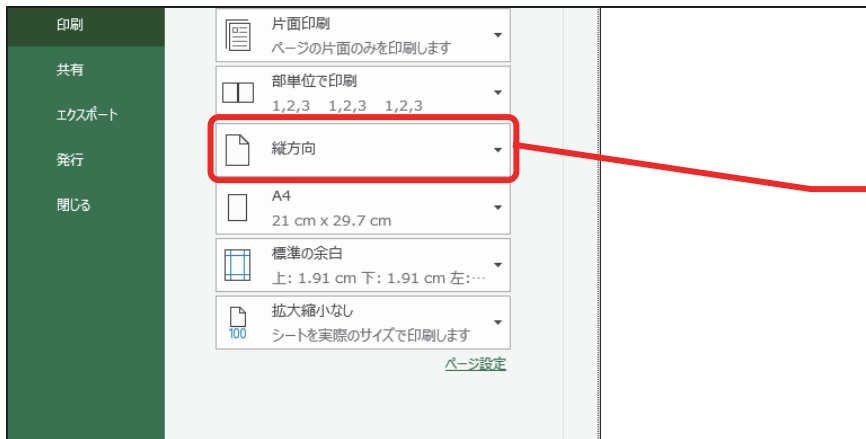 印刷
共有
エクスポート
発行
閉じる
片面印刷
ページの片面のみを印刷します
部単位で印刷
1,2,3 1,2,3 1,2,3
縦方向
A4
21 cm x 29.7 cm
標準の余白
上: 1.91 cm 下: 1.91 cm 左:…
拡大縮小なし
100
シートを実際のサイズで印刷します
ページ設定